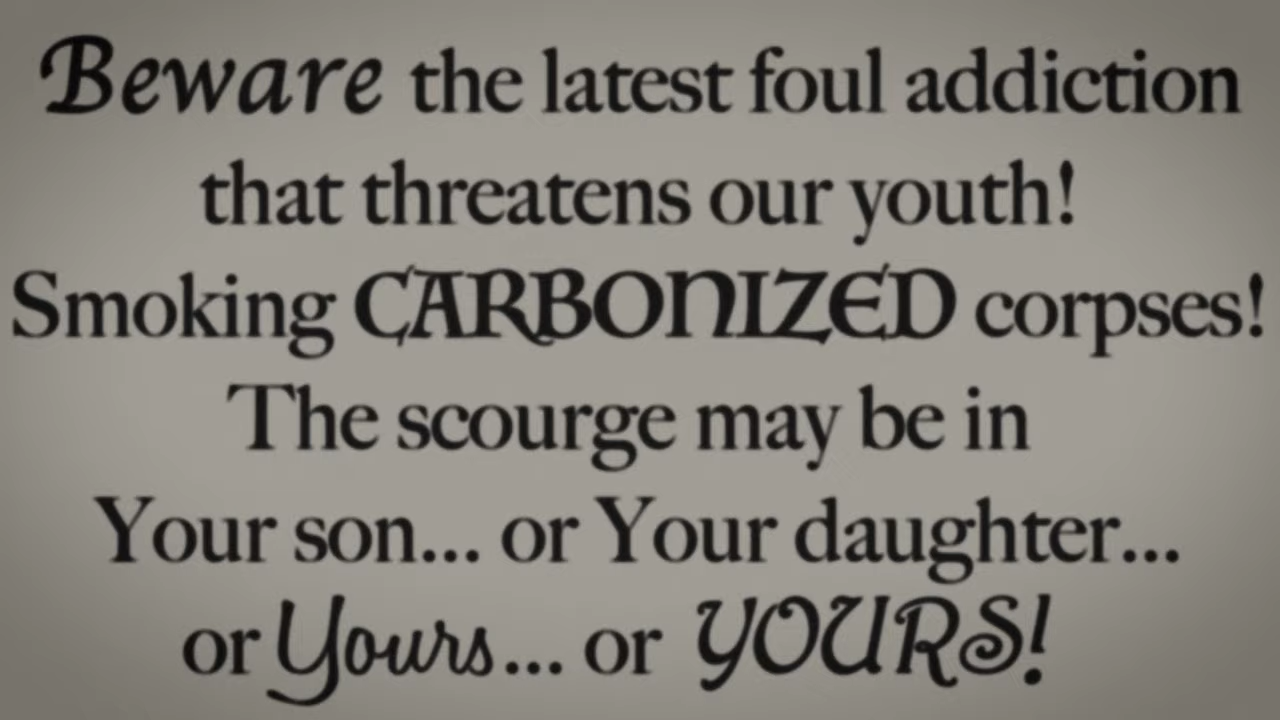 Beware the latest foul addiction
that threatens our youth!
Smoking CARBONIZED corpses!
The scourge may be in
Your son... or Your daughter...
or Yours... or YOURS!